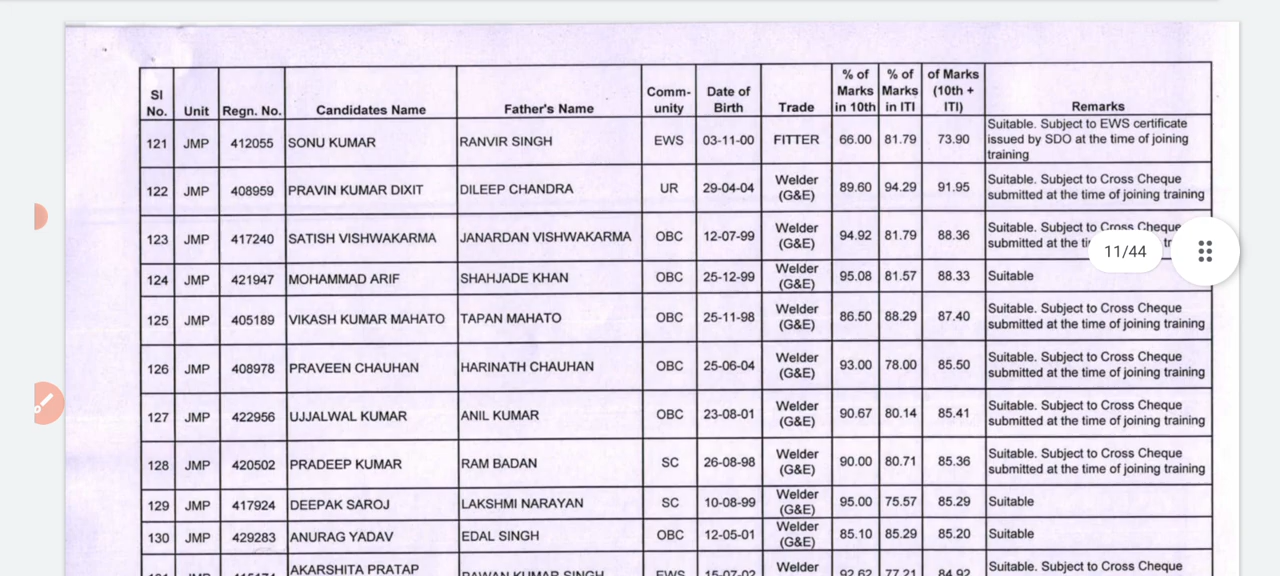 Sl No. Unit Regn. No. Candidates Name Father's Name Comm-unity Date of Birth Trade % of Marks in 10th % of Marks in ITI of Marks (10th + ITI) Remarks
121 JMP 412055 SONU KUMAR RANVIR SINGH EWS 03-11-00 FITTER 66.00 81.79 73.90 Suitable. Subject to EWS certificate issued by SDO at the time of joining training
122 JMP 408959 PRAVIN KUMAR DIXIT DILEEP CHANDRA UR 29-04-04 Welder (G&E) 89.60 94.29 91.95 Suitable. Subject to Cross Cheque submitted at the time of joining training
123 JMP 417240 SATISH VISHWAKARMA JANARDAN VISHWAKARMA OBC 12-07-99 Welder (G&E) 94.92 81.79 88.36 Suitable. Subject to Cross Cheque submitted at the
11/44
124 JMP 421947 MOHAMMAD ARIF SHAHJADE KHAN OBC 25-12-99 Welder (G&E) 95.08 81.57 88.33 Suitable
125 JMP 405189 VIKASH KUMAR MAHATO TAPAN MAHATO OBC 25-11-98 Welder (G&E) 86.50 88.29 87.40 Suitable. Subject to Cross Cheque submitted at the time of joining training
126 JMP 408978 PRAVEEN CHAUHAN HARINATH CHAUHAN OBC 25-06-04 Welder (G&E) 93.00 78.00 85.50 Suitable. Subject to Cross Cheque submitted at the time of joining training
127 JMP 422956 UJJALWAL KUMAR ANIL KUMAR OBC 23-08-01 Welder (G&E) 90.67 80.14 85.41 Suitable. Subject to Cross Cheque submitted at the time of joining training
128 JMP 420502 PRADEEP KUMAR RAM BADAN SC 26-08-98 Welder (G&E) 90.00 80.71 85.36 Suitable. Subject to Cross Cheque submitted at the time of joining training
129 JMP 417924 DEEPAK SAROJ LAKSHMI NARAYAN SC 10-08-99 Welder (G&E) 95.00 75.57 85.29 Suitable
130 JMP 429283 ANURAG YADAV EDAL SINGH OBC 12-05-01 Welder (G&E) 85.10 85.29 85.20 Suitable
AKARSHITA PRATAP PAWAN KUMAR SINGH EWS 15-07-02 Welder 92.62 77.21 84.92 Suitable. Subject to Cross Cheque